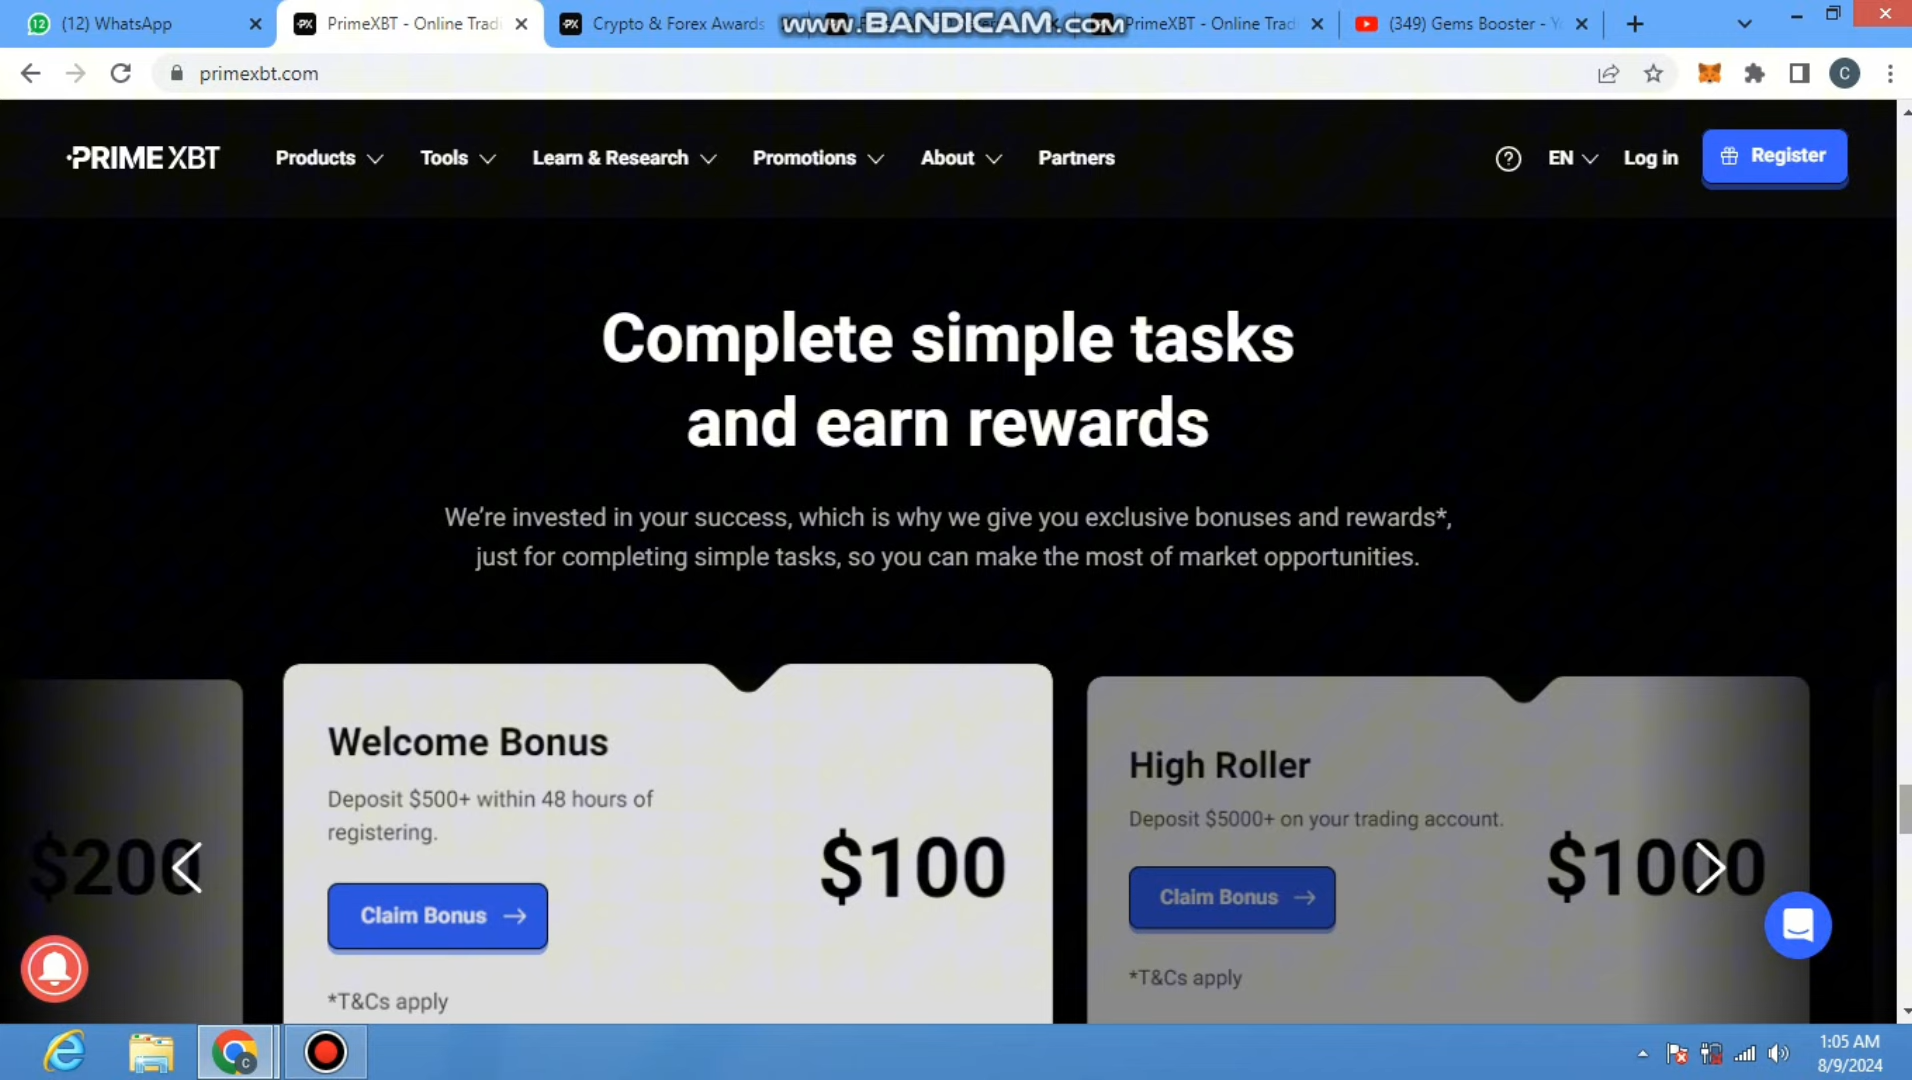 (12) WhatsApp
PrimeXBT - Online Tradi
Crypto & Forex Awards
www.BANDICAM.com
PrimeXBT - Online Trad
(349) Gems Booster - Y
primexbt.com
C
PRIME XBT
Products
Tools
Learn & Research
Promotions
About
Partners
EN
Log in
Register
Complete simple tasks
and earn rewards
We're invested in your success, which is why we give you exclusive bonuses and rewards*,
just for completing simple tasks, so you can make the most of market opportunities.
$200
Welcome Bonus
Deposit $500+ within 48 hours of
registering.
$100
Claim Bonus
*T&Cs apply
High Roller
Deposit $5000+ on your trading account.
$1000
Claim Bonus
*T&Cs apply
1:05 AM
8/9/2024